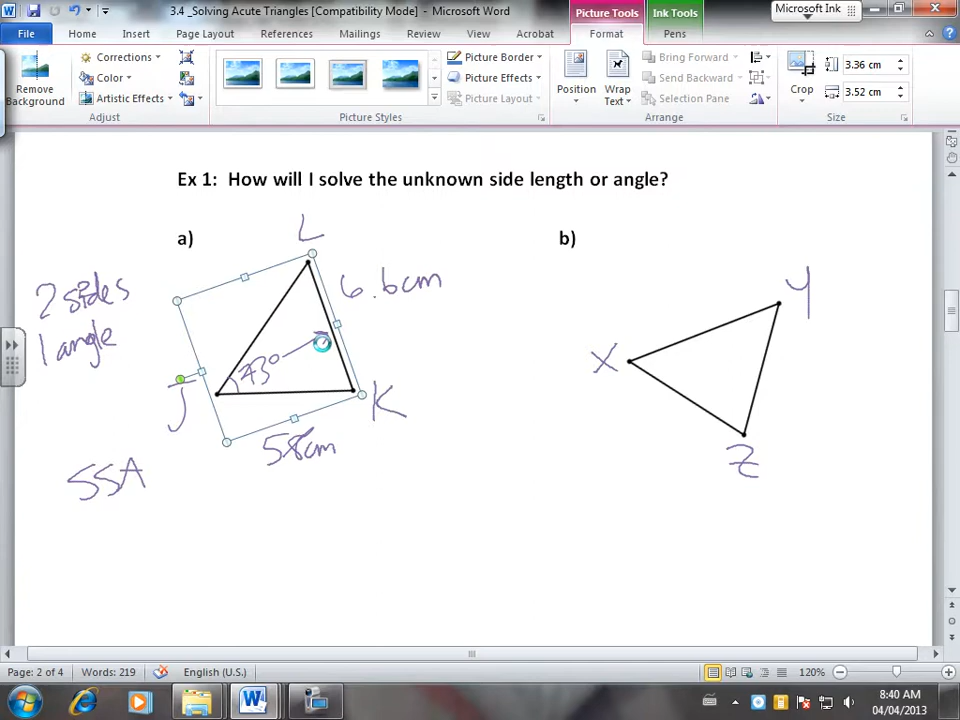 3.4 _Solving Acute Triangles [Compatibility Mode] - Microsoft Word
Picture Tools
Ink Tools
Microsoft Ink
File
Home
Insert
Page Layout
References
Mailings
Review
View
Acrobat
Format
Pens
Remove Background
Corrections
Color
Artistic Effects
Adjust
Picture Styles
Picture Border
Picture Effects
Picture Layout
Position
Wrap Text
Bring Forward
Send Backward
Selection Pane
Arrange
Crop
3.36 cm
3.52 cm
Size
Ex 1: How will I solve the unknown side length or angle?
a)
b)
L
6.6cm
2 sides
1 angle
43°
J
K
SSA
X
Y
Z
Page: 2 of 4
Words: 219
English (U.S.)
120%
8:40 AM
04/04/2013